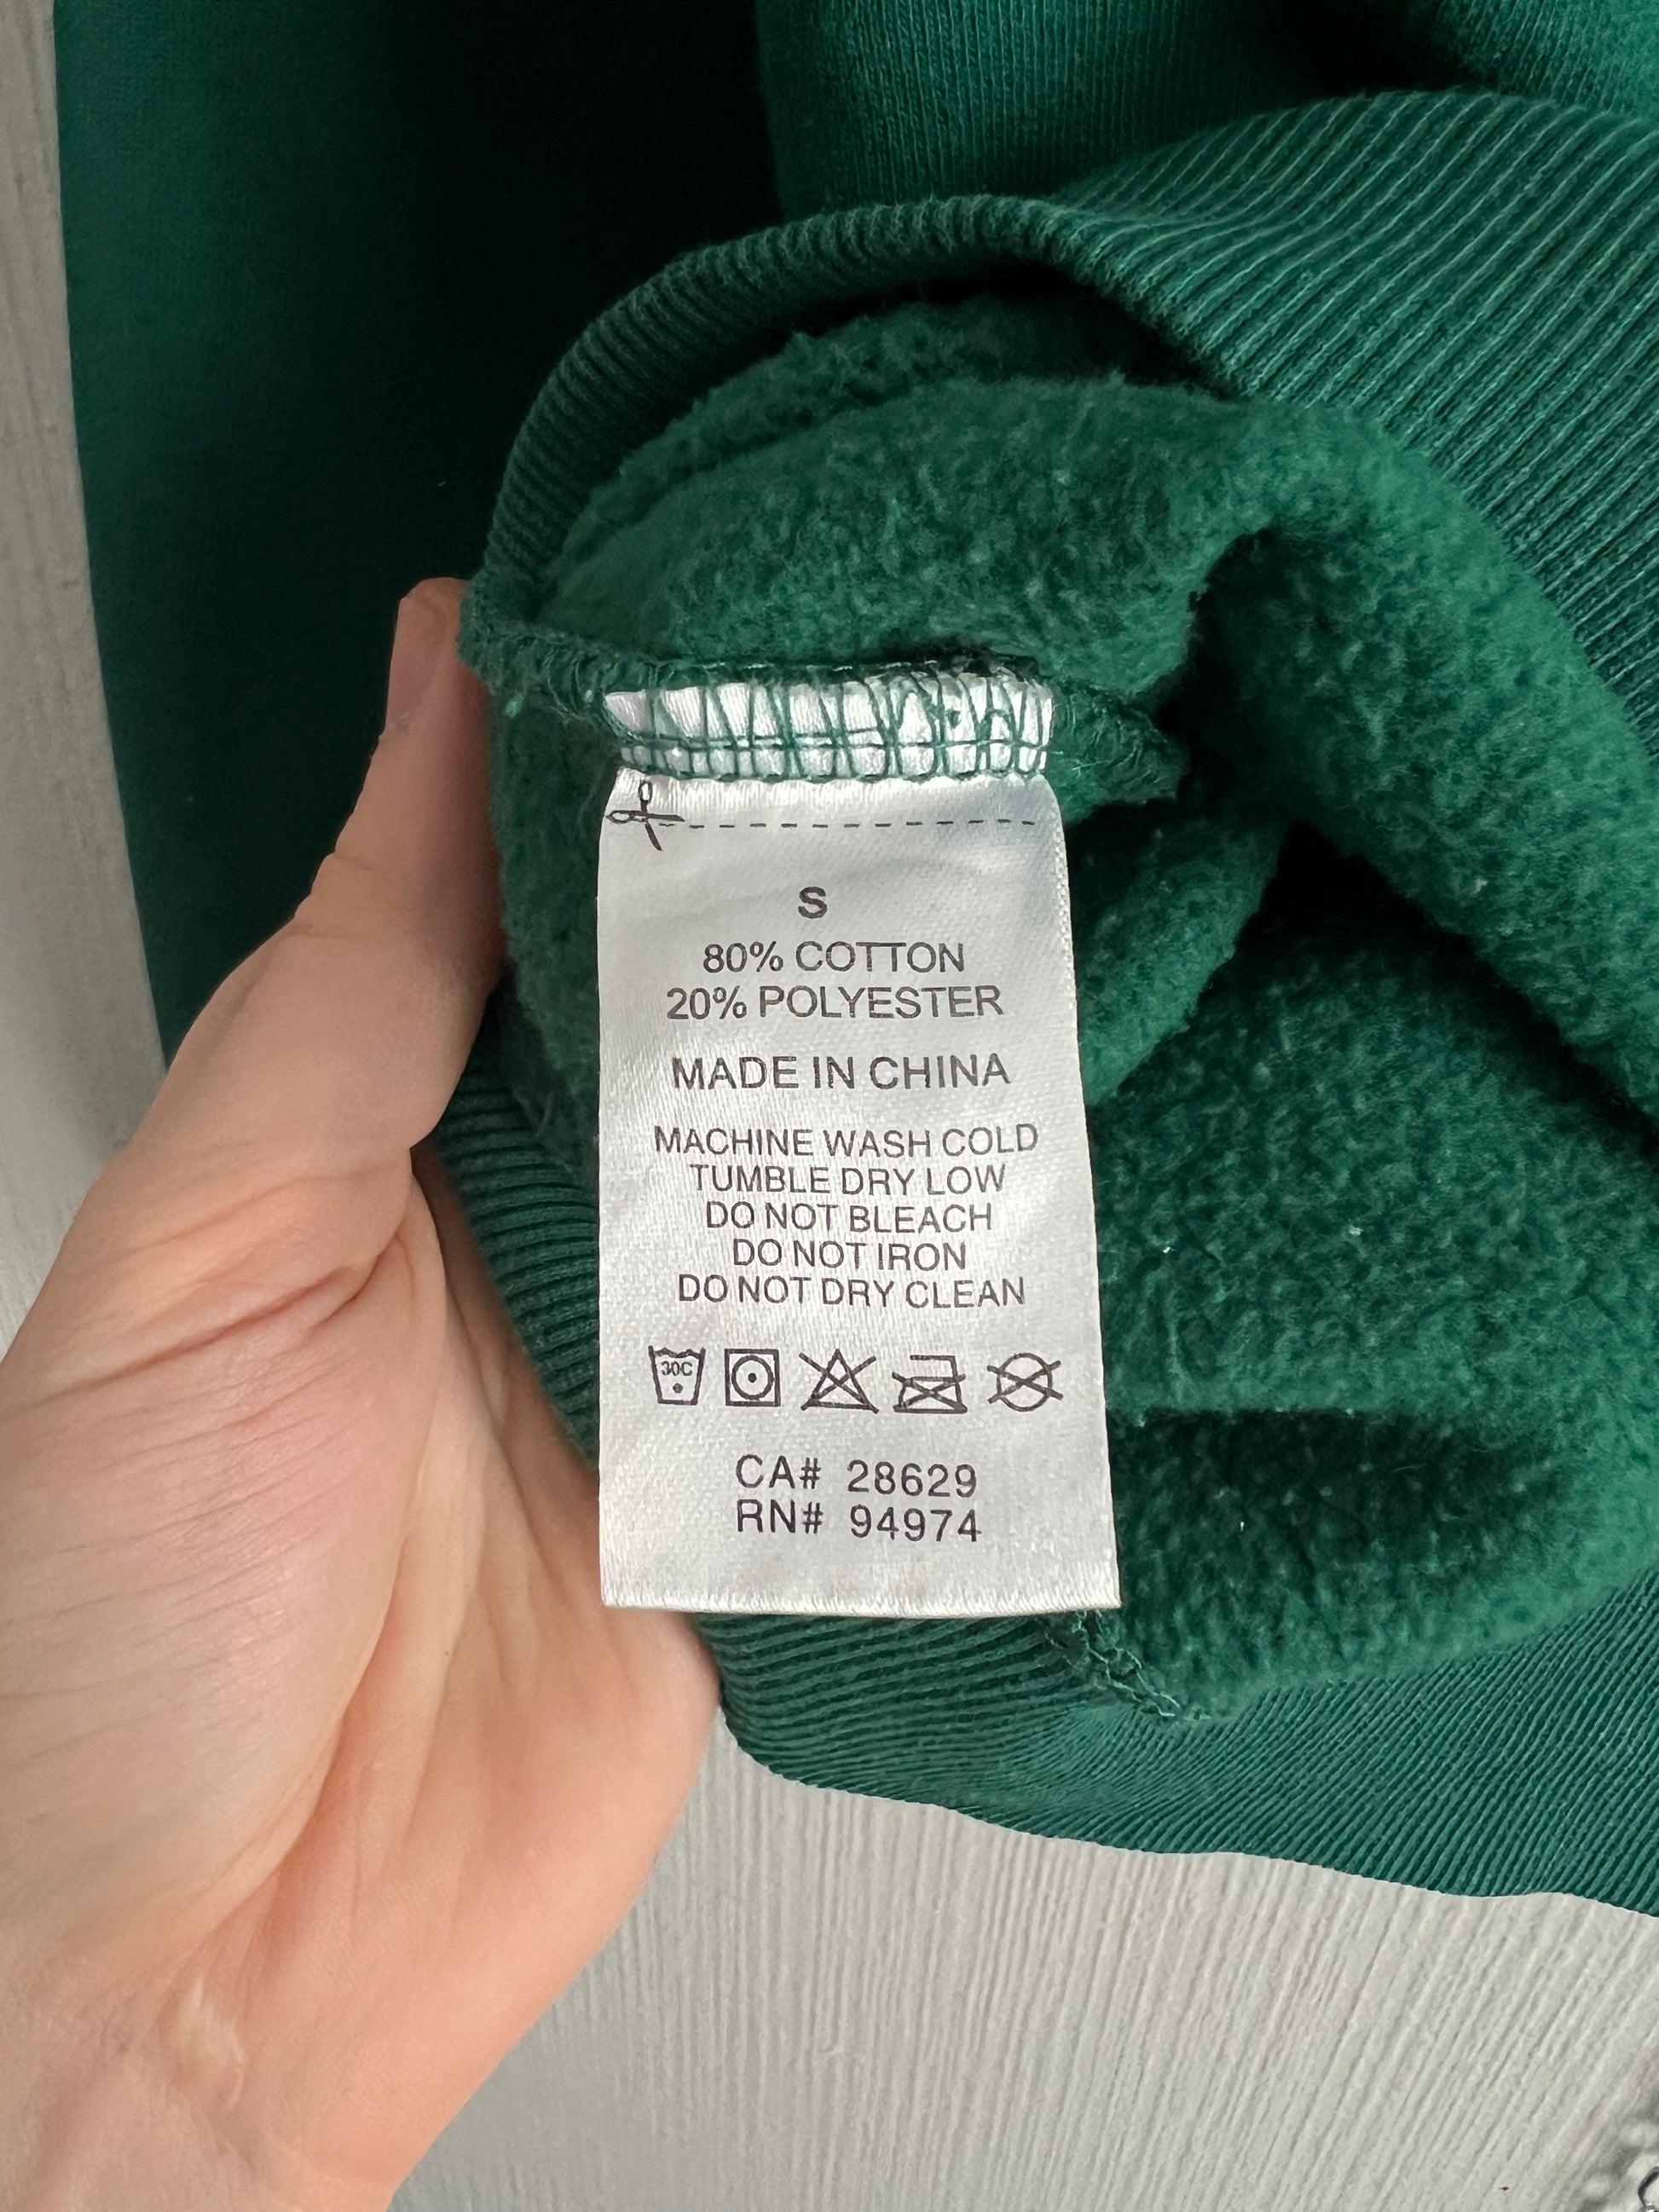 S
80% COTTON
20% POLYESTER
MADE IN CHINA
MACHINE WASH COLD
TUMBLE DRY LOW
DO NOT BLEACH
DO NOT IRON
DO NOT DRY CLEAN
30C
CA# 28629
RN# 94974